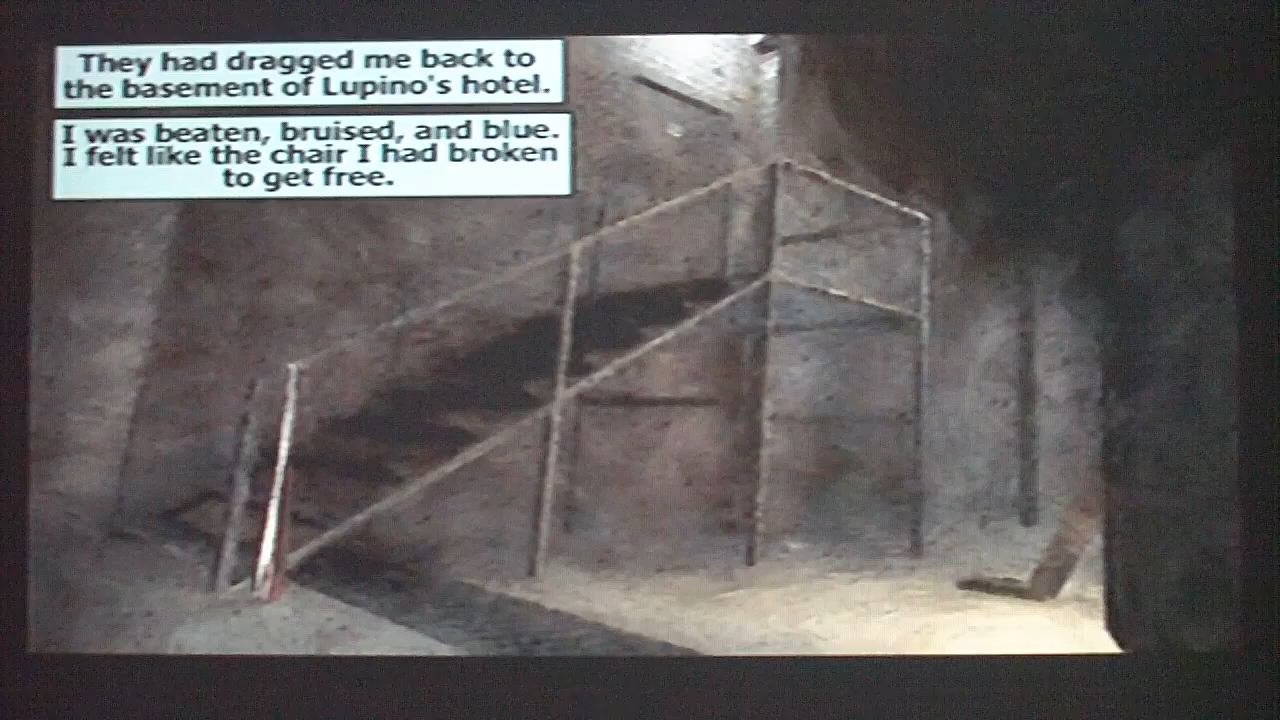 They had dragged me back to
the basement of Lupino's hotel.
I was beaten, bruised, and blue.
I felt like the chair I had broken
to get free.